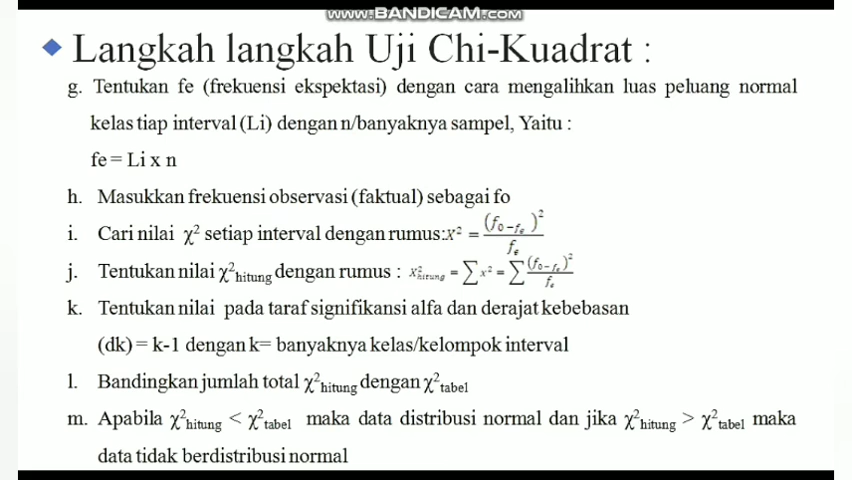 www.BANDICAM.com
Langkah langkah Uji Chi-Kuadrat :
g. Tentukan fe (frekuensi ekspektasi) dengan cara mengalihkan luas peluang normal
kelas tiap interval (Li) dengan n/banyaknya sampel, Yaitu :
fe = Li x n
h. Masukkan frekuensi observasi (faktual) sebagai fo
i. Cari nilai χ² setiap interval dengan rumus:x² = (f₀₋fₑ)²/fₑ
j. Tentukan nilai χ²hitung dengan rumus : x²hitung = ∑x² = ∑(f₀₋fₑ)²/fₑ
k. Tentukan nilai pada taraf signifikansi alfa dan derajat kebebasan
(dk) = k-1 dengan k= banyaknya kelas/kelompok interval
l. Bandingkan jumlah total χ²hitung dengan χ²tabel
m. Apabila χ²hitung < χ²tabel maka data distribusi normal dan jika χ²hitung > χ²tabel maka
data tidak berdistribusi normal